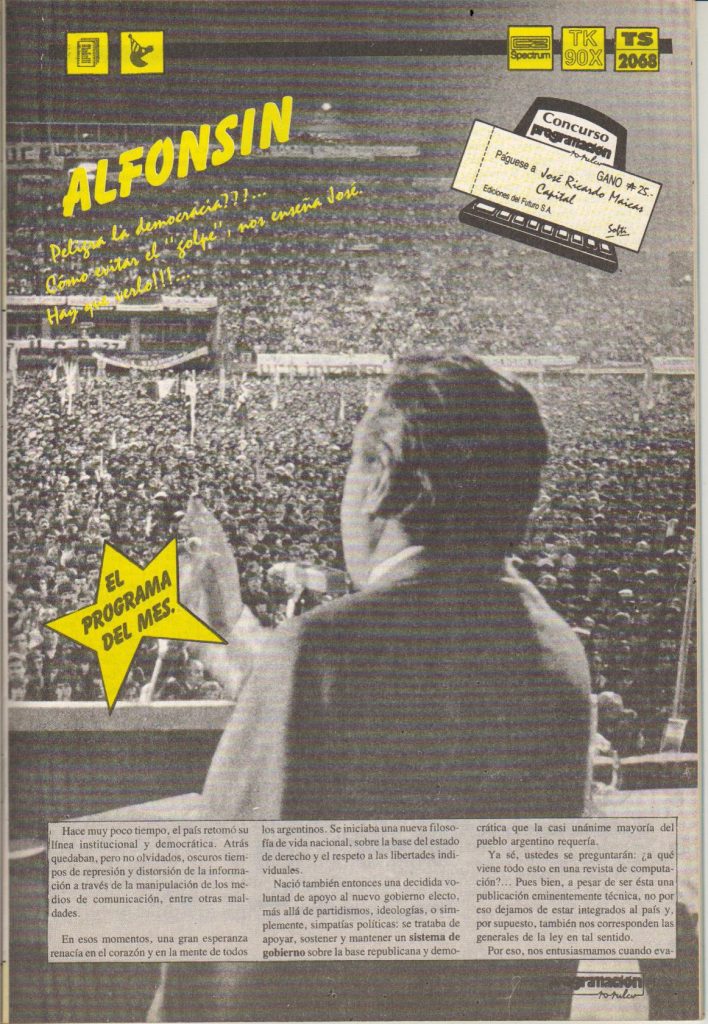 Spectrum
TK
90X
TS
2068
ALFONSIN
Peligra la democracia???...
Cómo evitar el "golpe", nos enseña José.
Hay que verlo!!!...
Concurso
programación
popular
GANO ₳ 25.-
Páguese a José Ricardo Maicas
Capital
Ediciones del Futuro S.A.
EL
PROGRAMA
DEL MES.
Hace muy poco tiempo, el país retomó su
línea institucional y democrática. Atrás
quedaban, pero no olvidados, oscuros tiem-
pos de represión y distorsión de la informa-
ción a través de la manipulación de los me-
dios de comunicación, entre otras mal-
dades.
En esos momentos, una gran esperanza
renacía en el corazón y en la mente de todos
los argentinos. Se iniciaba una nueva filoso-
fía de vida nacional, sobre la base del estado
de derecho y el respeto a las libertades indi-
viduales.
Nació también entonces una decidida vo-
luntad de apoyo al nuevo gobierno electo,
más allá de partidismos, ideologías, o sim-
plemente, simpatías políticas: se trataba de
apoyar, sostener y mantener un sistema de
gobierno sobre la base republicana y demo-
crática que la casi unánime mayoría del
pueblo argentino requería.
Ya sé, ustedes se preguntarán: ¿a qué
viene todo esto en una revista de computa-
ción?... Pues bien, a pesar de ser ésta una
publicación eminentemente técnica, no por
eso dejamos de estar integrados al país y,
por supuesto, también nos corresponden las
generales de la ley en tal sentido.
Por eso, nos entusiasmamos cuando eva-
programación
popular